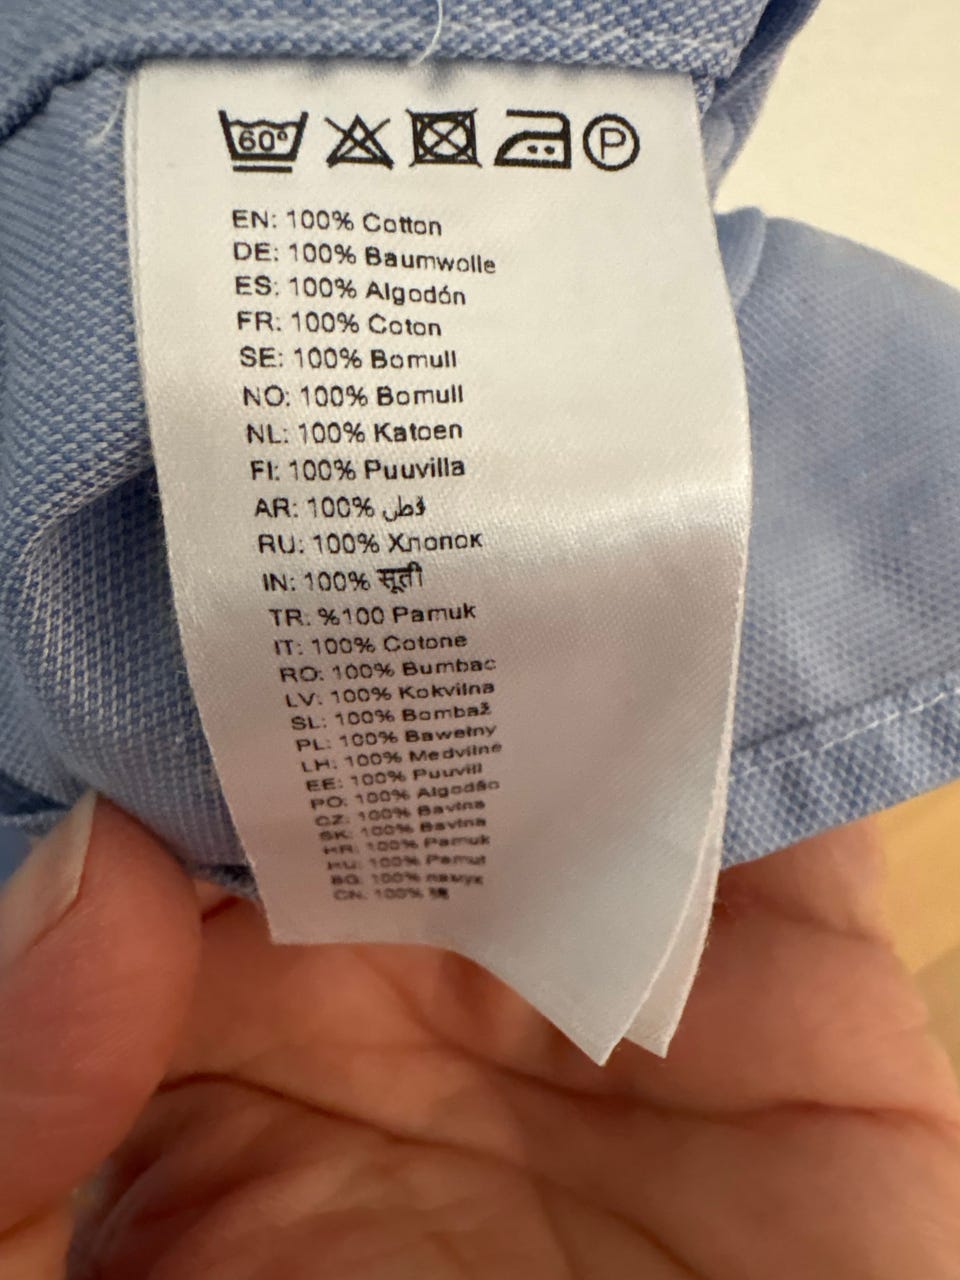 60°
P
EN: 100% Cotton
DE: 100% Baumwolle
ES: 100% Algodón
FR: 100% Coton
SE: 100% Bomull
NO: 100% Bomull
NL: 100% Katoen
FI: 100% Puuvilla
AR: 100% قطن
RU: 100% Хлопок
IN: 100% सूती
TR: %100 Pamuk
IT: 100% Cotone
RO: 100% Bumbac
LV: 100% Kokvilna
SL: 100% Bombaž
PL: 100% Bawełny
LH: 100% Medvilnė
EE: 100% Puuvill
PO: 100% Algodão
CZ: 100% Bavlna
SK: 100% Bavlna
HR: 100% Pamuk
HU: 100% Pamut
BG: 100% памук
CN: 100%